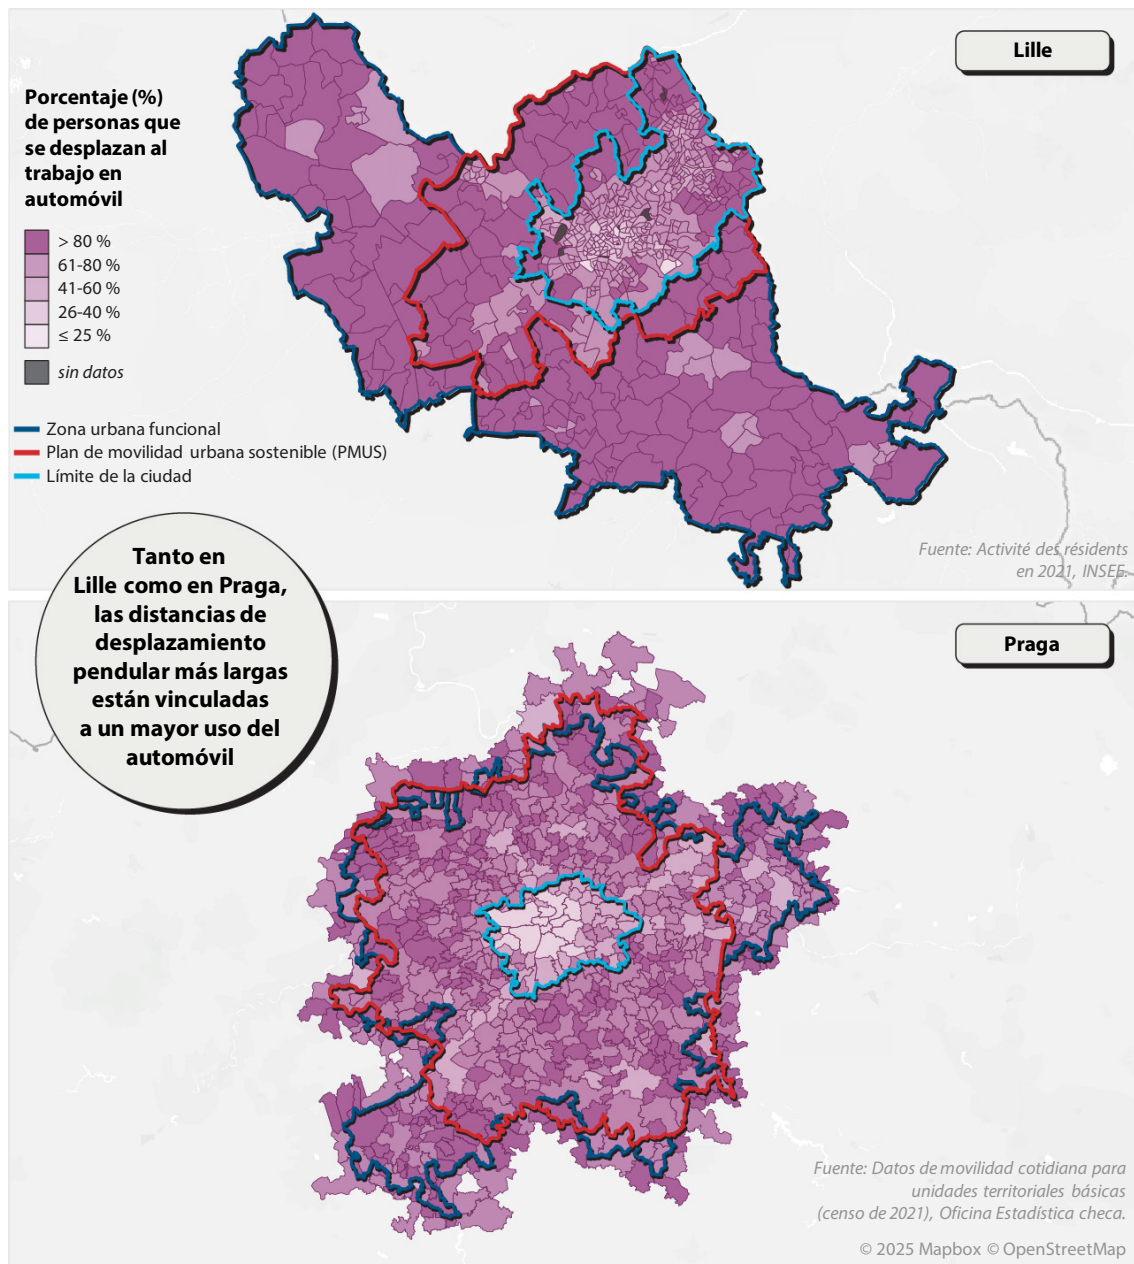 Lille
Porcentaje (%)
de personas que
se desplazan al
trabajo en
automóvil
> 80 %
61-80 %
41-60 %
26-40 %
≤ 25 %
sin datos
Zona urbana funcional
Plan de movilidad urbana sostenible (PMUS)
Límite de la ciudad
Fuente: Activité des résidents
en 2021, INSEE.
Tanto en
Lille como en Praga,
las distancias de
desplazamiento
pendular más largas
están vinculadas
a un mayor uso del
automóvil
Praga
Fuente: Datos de movilidad cotidiana para
unidades territoriales básicas
(censo de 2021), Oficina Estadística checa.
© 2025 Mapbox © OpenStreetMap